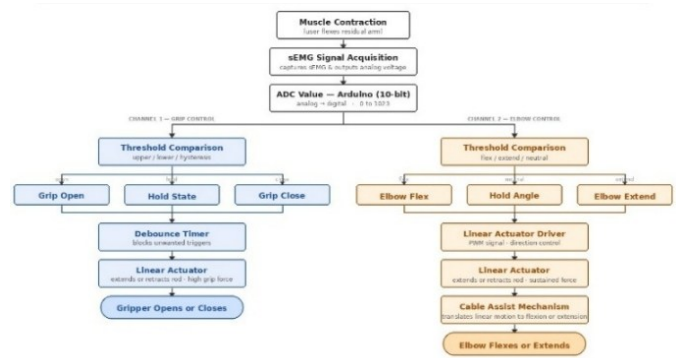 Muscle Contraction
(user flexes residual arm)
sEMG Signal Acquisition
captures sEMG & outputs analog voltage
ADC Value — Arduino (10-bit)
analog → digital · 0 to 1023
CHANNEL 1 — GRIP CONTROL
CHANNEL 2 — ELBOW CONTROL
Threshold Comparison
upper / lower / hysteresis
Threshold Comparison
flex / extend / neutral
open
hold
close
flex
neutral
extend
Grip Open
Hold State
Grip Close
Elbow Flex
Hold Angle
Elbow Extend
Debounce Timer
blocks unwanted triggers
Linear Actuator Driver
PWM signal · direction control
Linear Actuator
extends or retracts rod · high grip force
Linear Actuator
extends or retracts rod · sustained force
Gripper Opens or Closes
Cable Assist Mechanism
translates linear motion to flexion or extension
Elbow Flexes or Extends